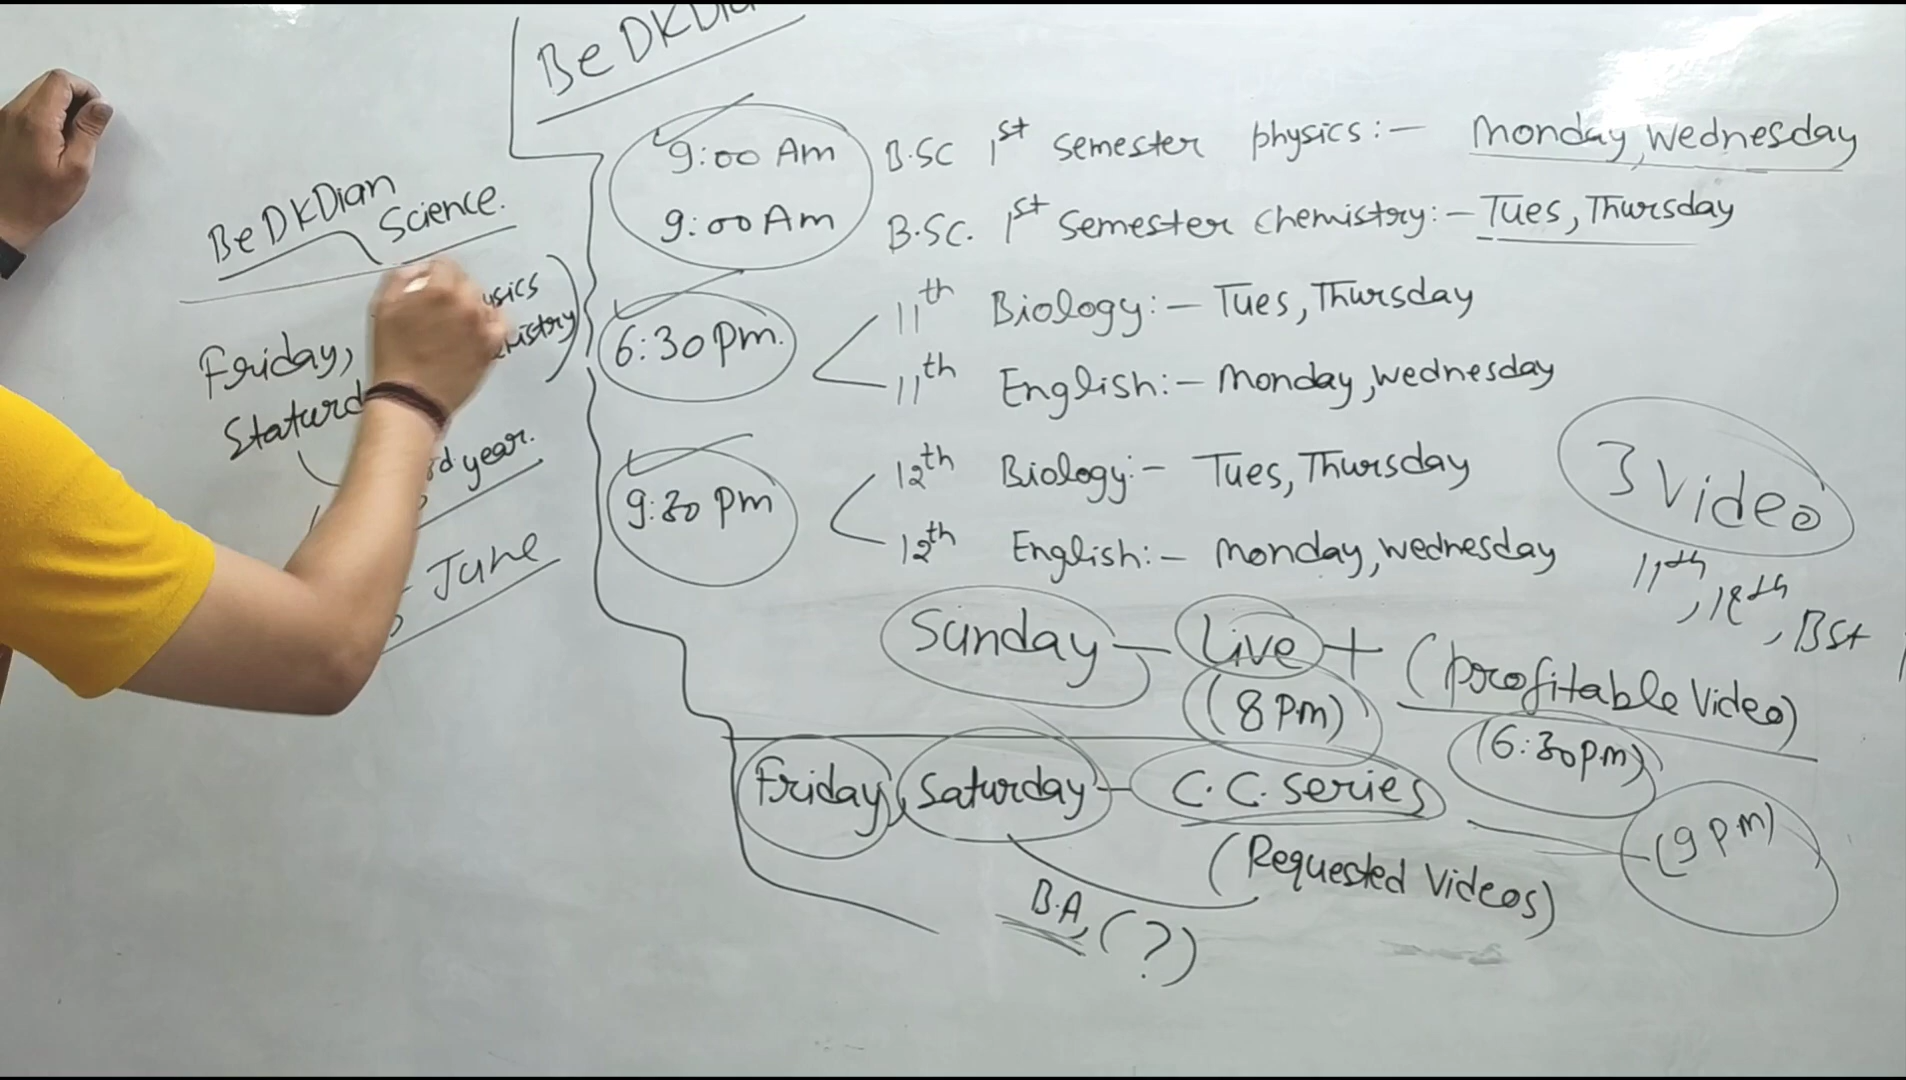 Be DKDian
9:00 Am B.SC 1st semester physics:- Monday, Wednesday
9:00 Am B.SC. 1st semester chemistry:- Tues, Thursday
6:30 pm.
11th Biology:- Tues, Thursday
11th English:- Monday, Wednesday
9:30 pm
12th Biology:- Tues, Thursday
12th English:- Monday, Wednesday
3 Video
11th, 12th, BSt
Sunday - Live + (profitable Video)
(8 Pm) (6:30pm)
Friday, Saturday - C.C. series (9 P.M)
(Requested Videos)
B.A, (?)
Be DKDian Science.
Friday,
year.
- June